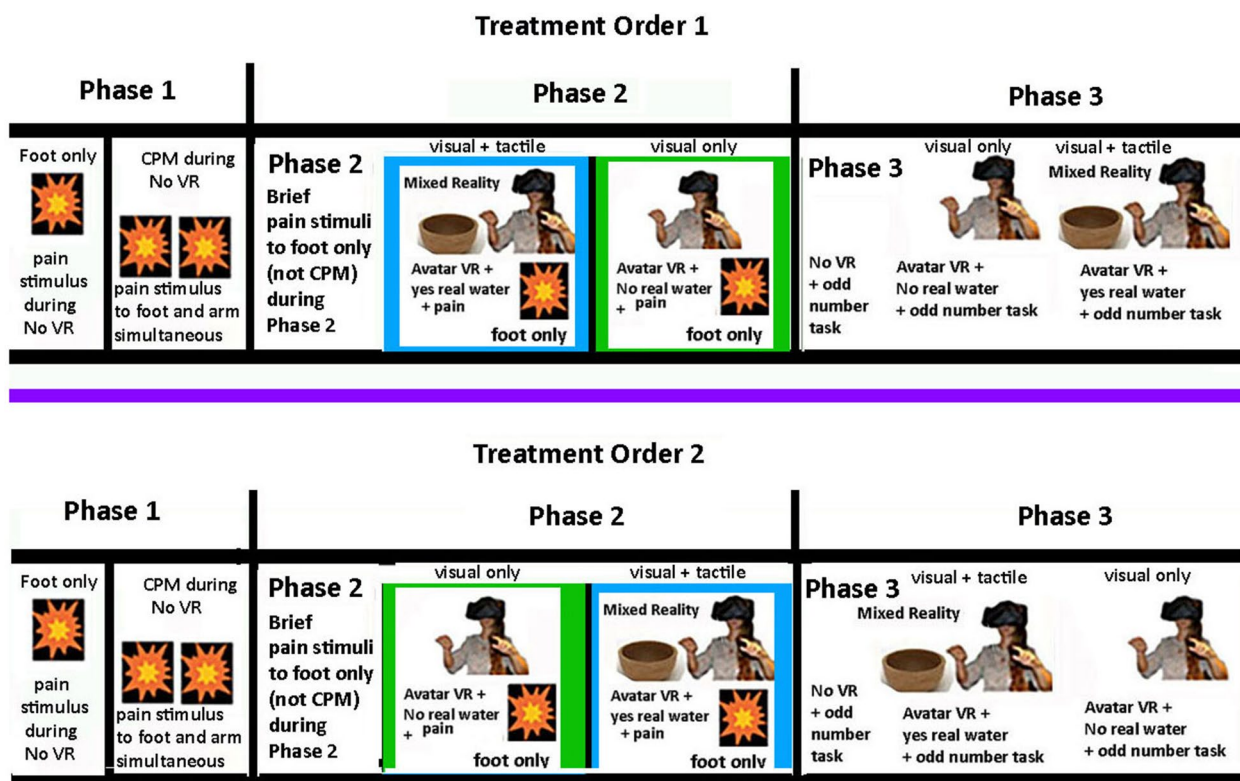 Treatment Order 1
Phase 1
Phase 2
Phase 3
Foot only
pain
stimulus
during
No VR
CPM during
No VR
pain stimulus
to foot and arm
simultaneous
Phase 2
Brief
pain stimuli
to foot only
(not CPM)
during
Phase 2
visual + tactile
Mixed Reality
Avatar VR +
yes real water
+ pain
foot only
visual only
Avatar VR +
No real water
+ pain
foot only
Phase 3
No VR
+ odd
number
task
visual only
Avatar VR +
No real water
+ odd number task
visual + tactile
Mixed Reality
Avatar VR +
yes real water
+ odd number task
Treatment Order 2
Phase 1
Phase 2
Phase 3
Foot only
pain
stimulus
during
No VR
CPM during
No VR
pain stimulus
to foot and arm
simultaneous
Phase 2
Brief
pain stimuli
to foot only
(not CPM)
during
Phase 2
visual only
Avatar VR +
No real water
+ pain
foot only
visual + tactile
Mixed Reality
Avatar VR +
yes real water
+ pain
foot only
Phase 3
No VR
+ odd
number
task
visual + tactile
Mixed Reality
Avatar VR +
yes real water
+ odd number task
visual only
Avatar VR +
No real water
+ odd number task